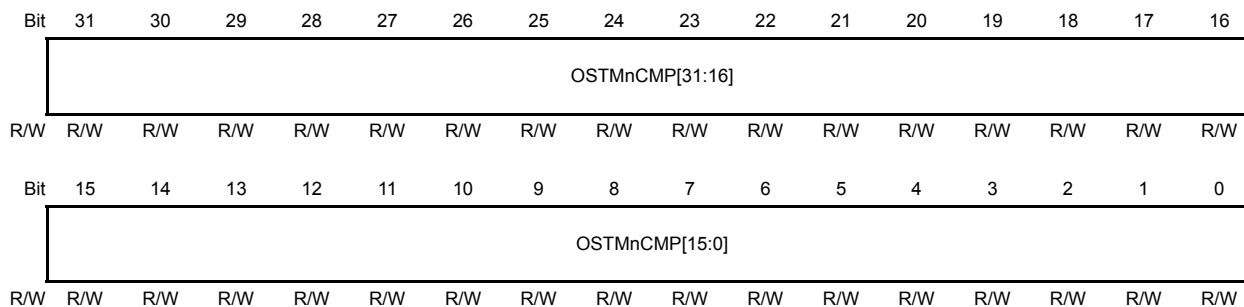 Bit 31 30 29 28 27 26 25 24 23 22 21 20 19 18 17 16
OSTMnCMP[31:16]
R/W R/W R/W R/W R/W R/W R/W R/W R/W R/W R/W R/W R/W R/W R/W R/W R/W
Bit 15 14 13 12 11 10 9 8 7 6 5 4 3 2 1 0
OSTMnCMP[15:0]
R/W R/W R/W R/W R/W R/W R/W R/W R/W R/W R/W R/W R/W R/W R/W R/W R/W